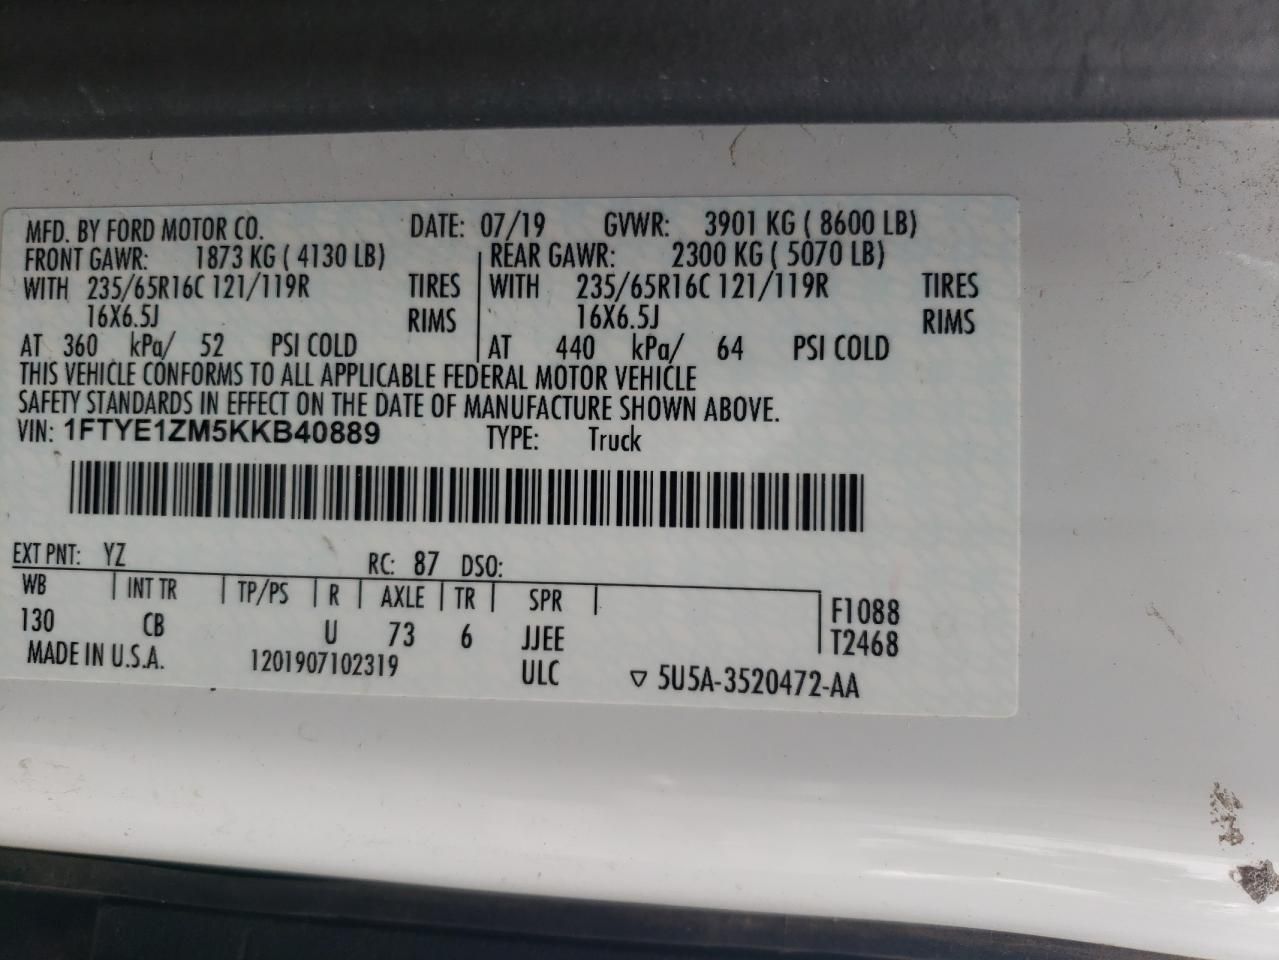 MFD. BY FORD MOTOR CO. DATE: 07/19 GVWR: 3901 KG ( 8600 LB)
FRONT GAWR: 1873 KG ( 4130 LB) REAR GAWR: 2300 KG ( 5070 LB)
WITH 235/65R16C 121/119R TIRES WITH 235/65R16C 121/119R TIRES
16X6.5J RIMS 16X6.5J RIMS
AT 360 kPa/ 52 PSI COLD AT 440 kPa/ 64 PSI COLD
THIS VEHICLE CONFORMS TO ALL APPLICABLE FEDERAL MOTOR VEHICLE
SAFETY STANDARDS IN EFFECT ON THE DATE OF MANUFACTURE SHOWN ABOVE.
VIN: 1FTYE1ZM5KKB40889 TYPE: Truck
EXT PNT: YZ RC: 87 DSO:
WB INT TR TP/PS R AXLE TR SPR F1088
130 CB U 73 6 JJEE T2468
MADE IN U.S.A. 1201907102319 ULC ▽ 5U5A-3520472-AA